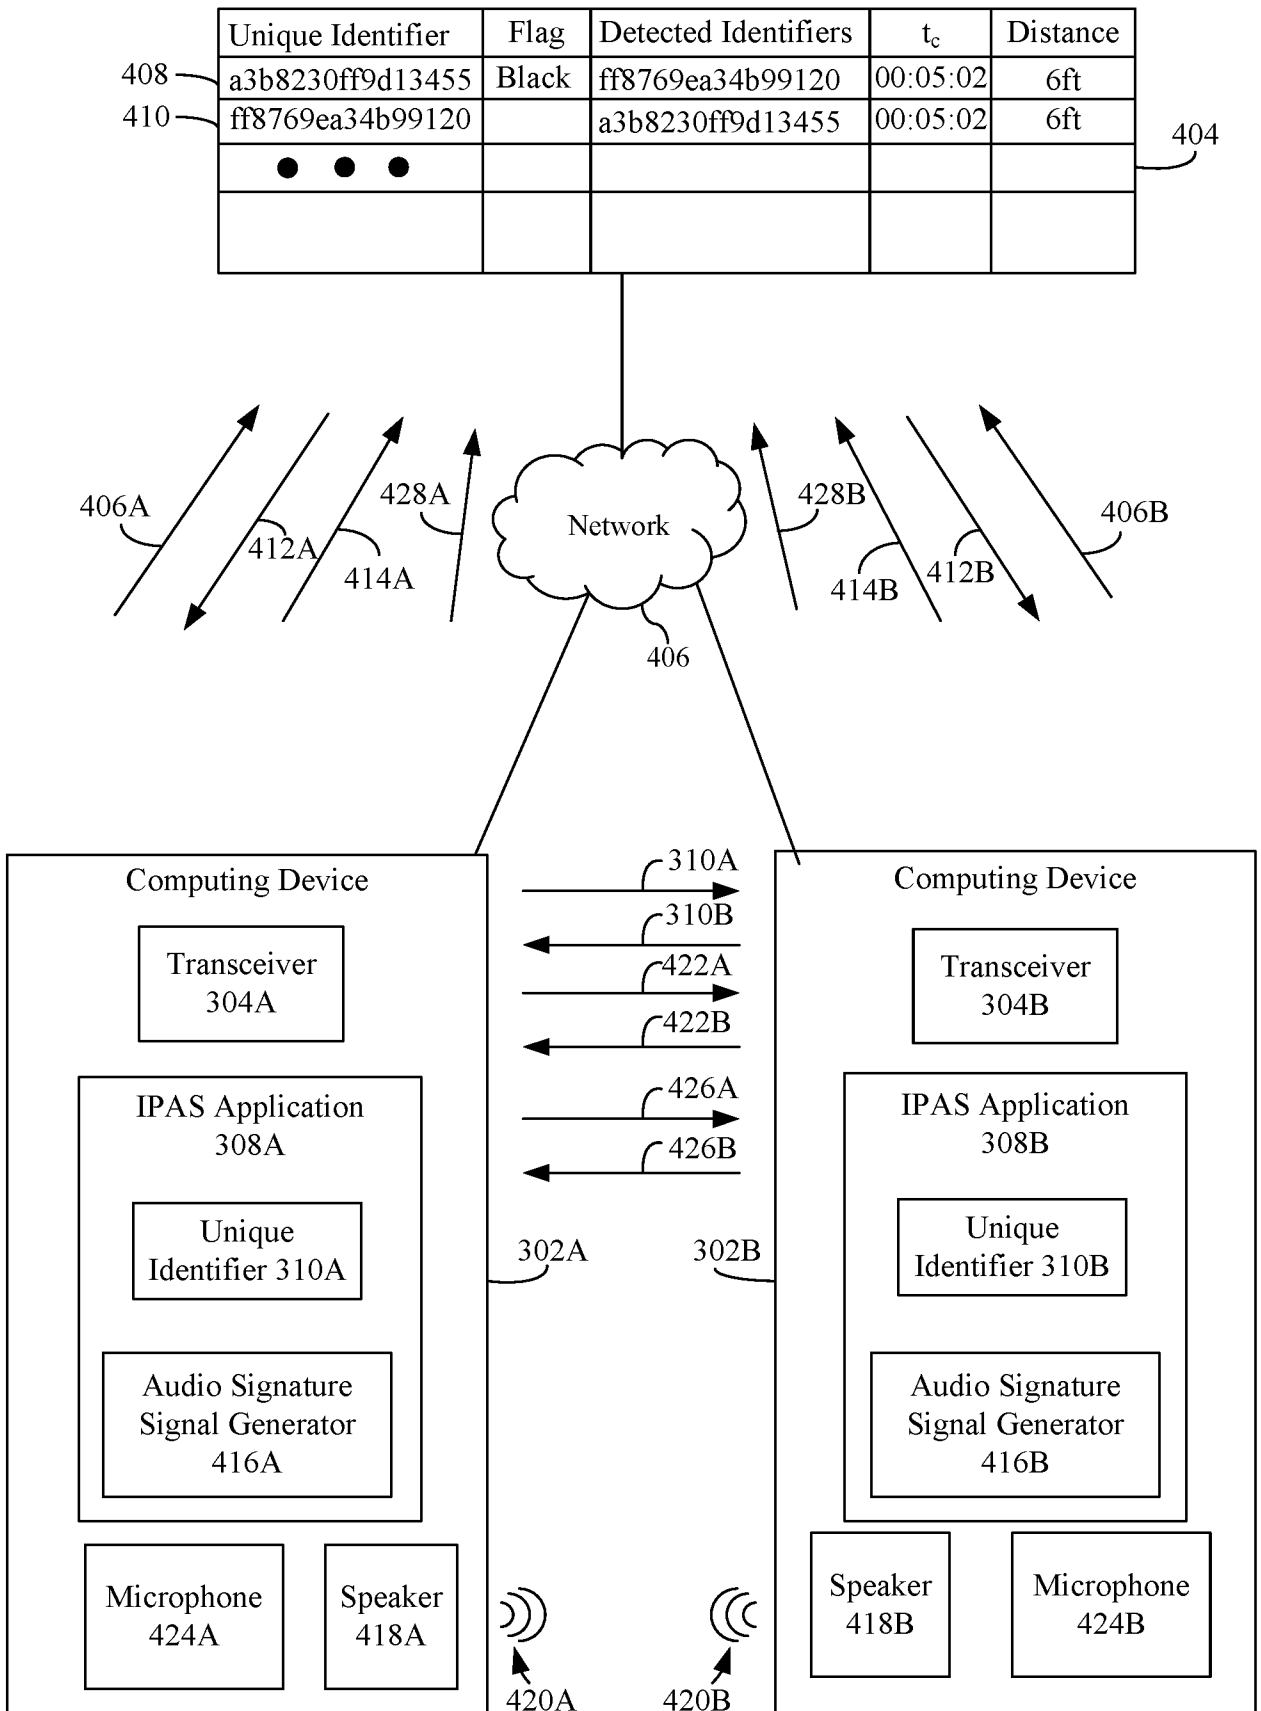 Unique Identifier Flag Detected Identifiers tc Distance
408 a3b8230ff9d13455 Black ff8769ea34b99120 00:05:02 6ft
410 ff8769ea34b99120 a3b8230ff9d13455 00:05:02 6ft
404
406A
412A
414A
428A
Network
406
428B
414B
412B
406B
Computing Device
Transceiver
304A
IPAS Application
308A
Unique
Identifier 310A
Audio Signature
Signal Generator
416A
Microphone
424A
Speaker
418A
302A
310A
310B
422A
422B
426A
426B
302B
420A
420B
Computing Device
Transceiver
304B
IPAS Application
308B
Unique
Identifier 310B
Audio Signature
Signal Generator
416B
Speaker
418B
Microphone
424B